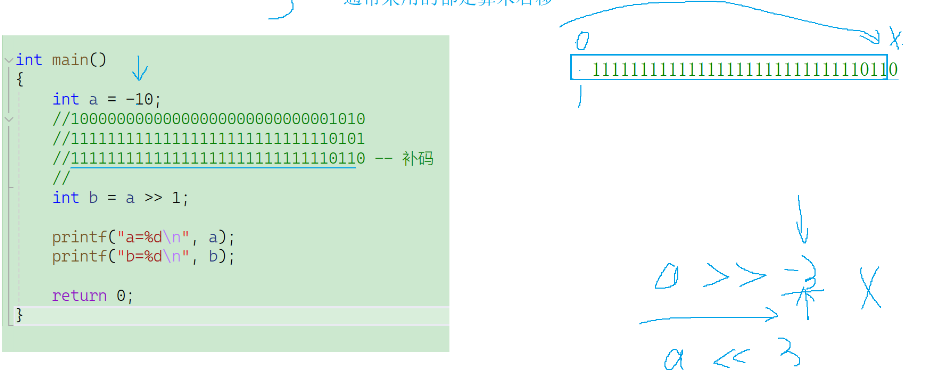 通常采用的都是算术右移
int main()
{
int a = -10;
//10000000000000000000000000001010
//11111111111111111111111111110101
//11111111111111111111111111110110 -- 补码
//
int b = a >> 1;
printf("a=%d\n", a);
printf("b=%d\n", b);
return 0;
}
0 X
11111111111111111111111111110110
1
a >> -3 X
a << 3